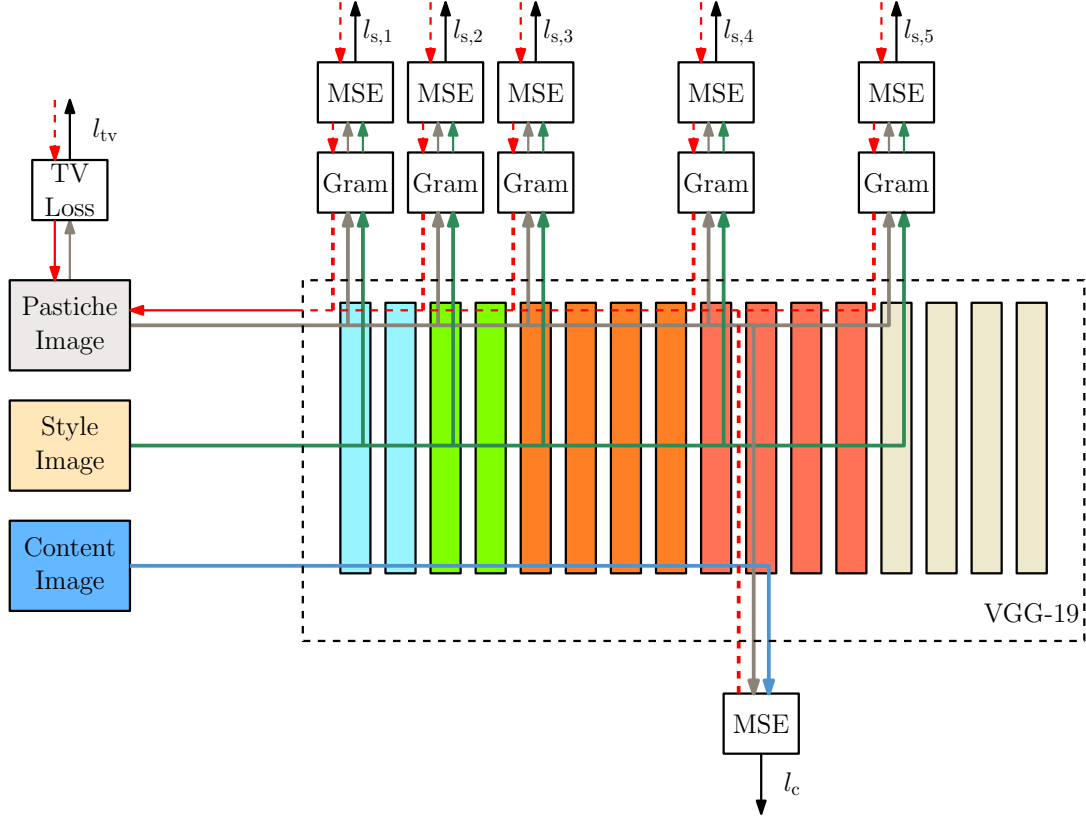 l_s,1
l_s,2
l_s,3
l_s,4
l_s,5
MSE
MSE
MSE
MSE
MSE
l_tv
TV
Loss
Gram
Gram
Gram
Gram
Gram
Pastiche
Image
Style
Image
Content
Image
VGG-19
MSE
l_c